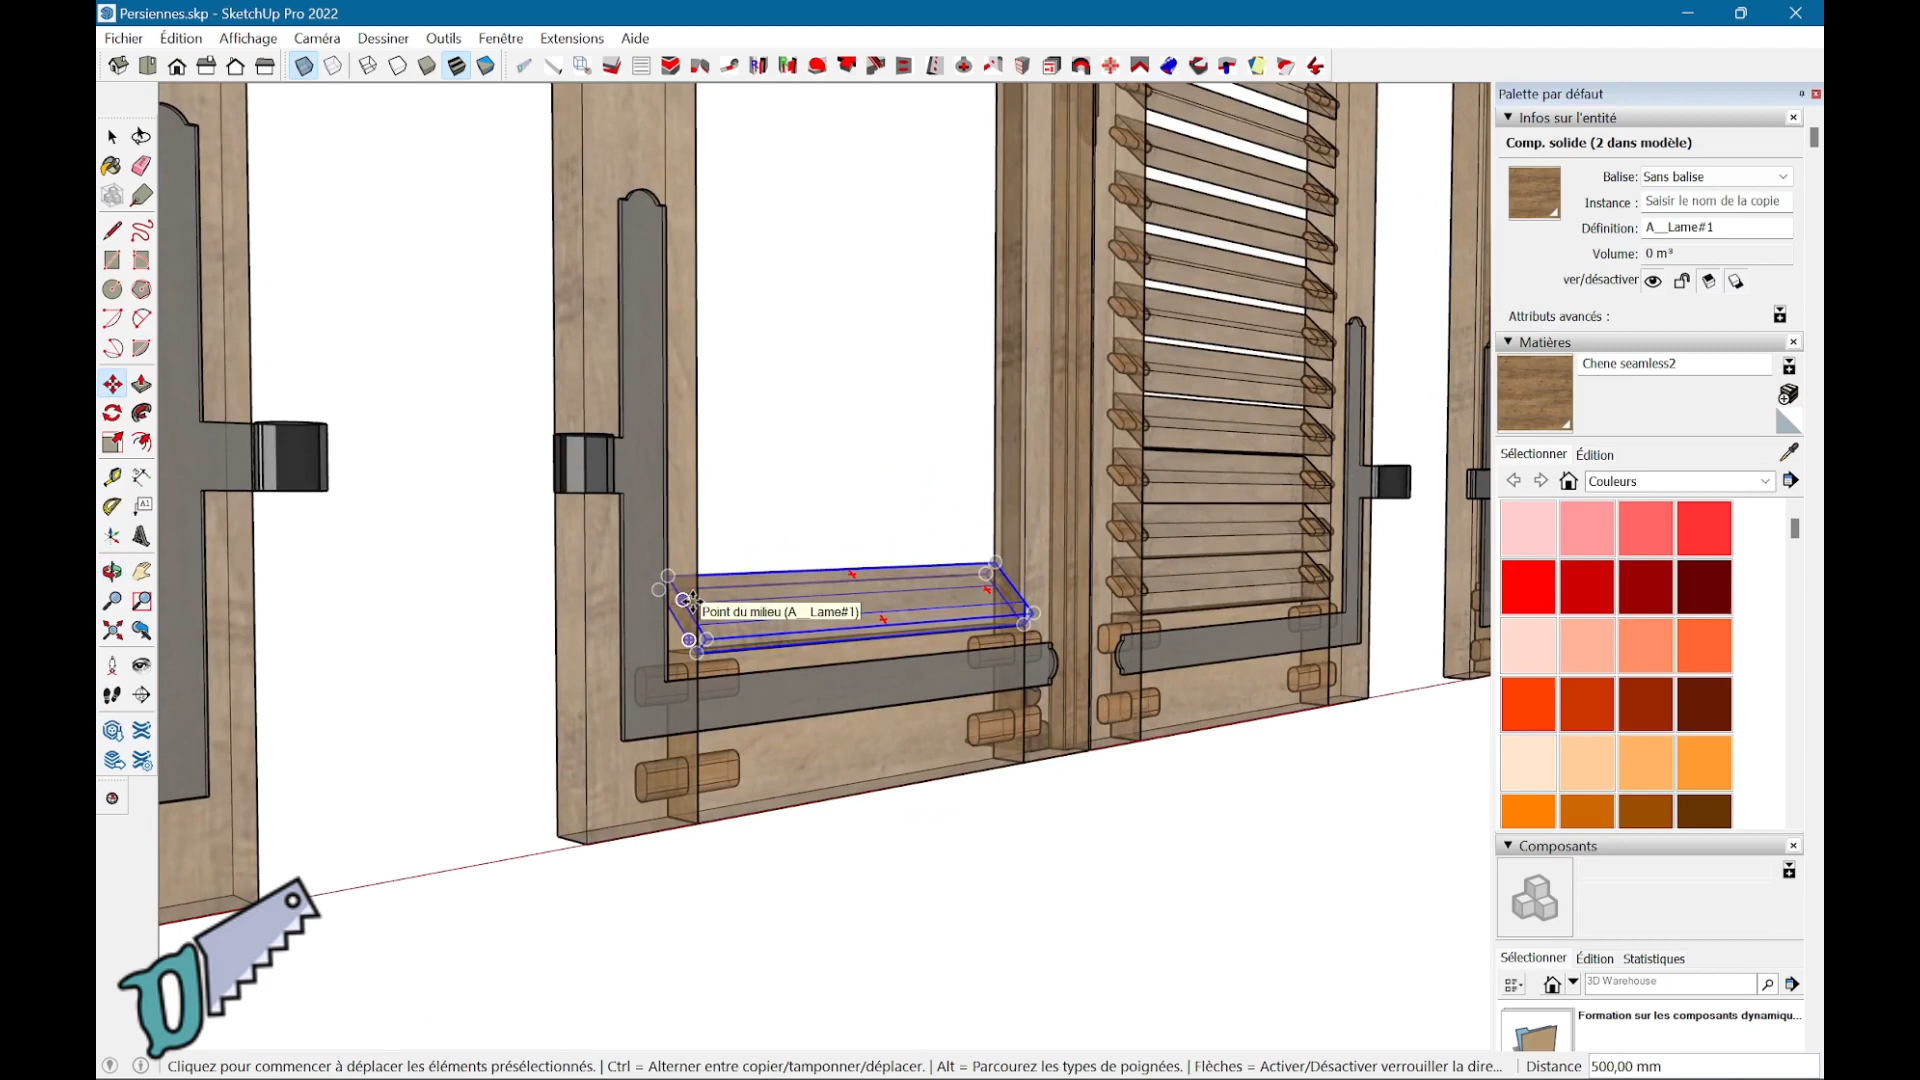 Persiennes.skp - SketchUp Pro 2022
Fichier Édition Affichage Caméra Dessiner Outils Fenêtre Extensions Aide
Palette par défaut
Infos sur l'entité
Comp. solide (2 dans modèle)
Balise: Sans balise
Instance : Saisir le nom de la copie
Définition: A__Lame#1
Volume: 0 m³
ver/désactiver
Attributs avancés :
Matières
Chene seamless2
Sélectionner Édition
Couleurs
Point du milieu (A__Lame#1)
Composants
Sélectionner Édition Statistiques
3D Warehouse
Formation sur les composants dynamiqu...
Cliquez pour commencer à déplacer les éléments présélectionnés. | Ctrl = Alterner entre copier/tamponner/déplacer. | Alt = Parcourez les types de poignées. | Flèches = Activer/Désactiver verrouiller la dire... Distance 500,00 mm